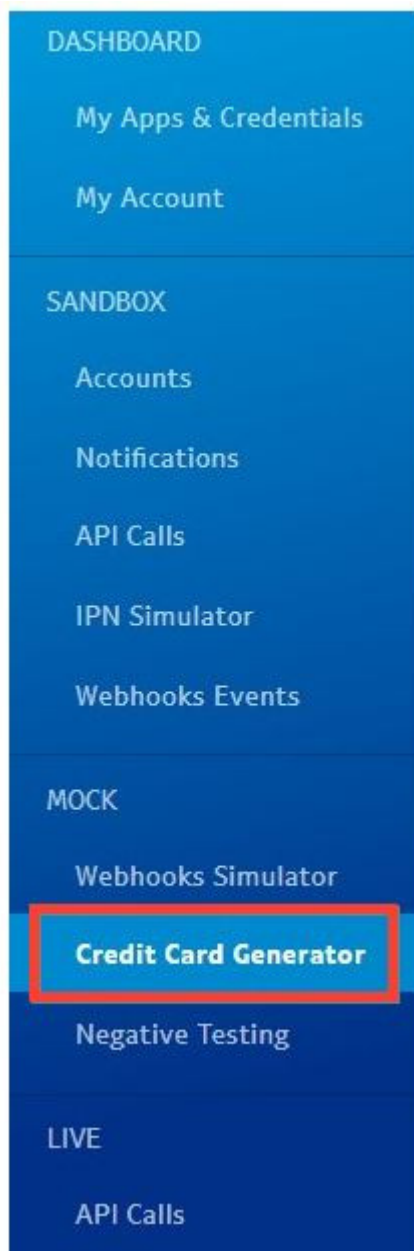 DASHBOARD
My Apps & Credentials
My Account
SANDBOX
Accounts
Notifications
API Calls
IPN Simulator
Webhooks Events
MOCK
Webhooks Simulator
Credit Card Generator
Negative Testing
LIVE
API Calls